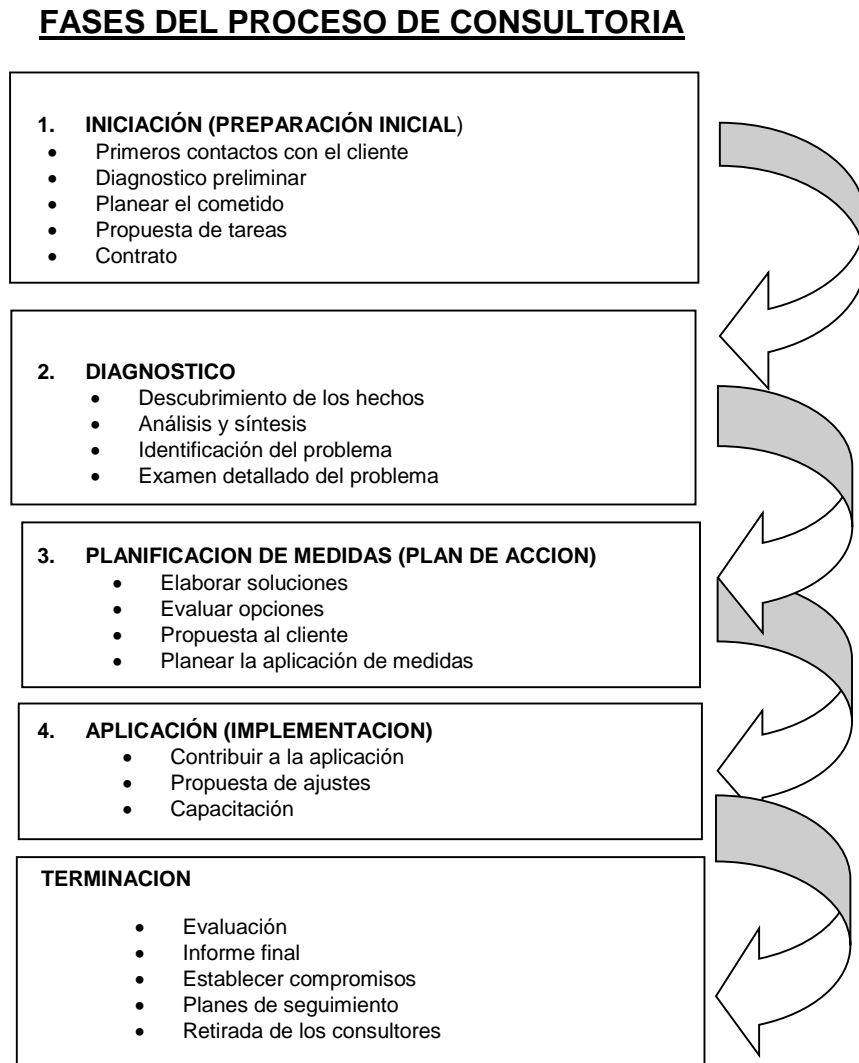 FASES DEL PROCESO DE CONSULTORIA
1. INICIACIÓN (PREPARACIÓN INICIAL)
• Primeros contactos con el cliente
• Diagnostico preliminar
• Planear el cometido
• Propuesta de tareas
• Contrato
2. DIAGNOSTICO
• Descubrimiento de los hechos
• Análisis y síntesis
• Identificación del problema
• Examen detallado del problema
3. PLANIFICACION DE MEDIDAS (PLAN DE ACCION)
• Elaborar soluciones
• Evaluar opciones
• Propuesta al cliente
• Planear la aplicación de medidas
4. APLICACIÓN (IMPLEMENTACION)
• Contribuir a la aplicación
• Propuesta de ajustes
• Capacitación
TERMINACION
• Evaluación
• Informe final
• Establecer compromisos
• Planes de seguimiento
• Retirada de los consultores